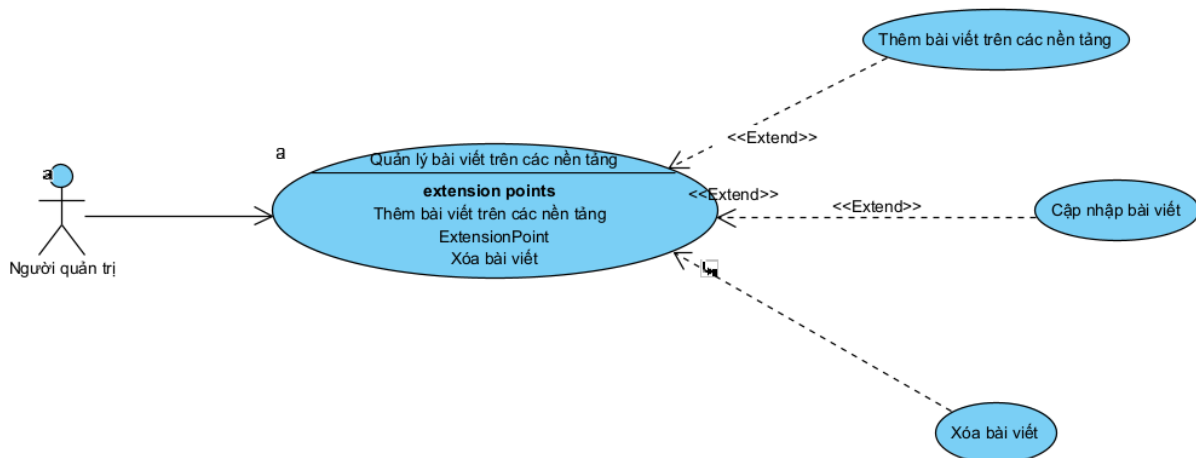 Thêm bài viết trên các nền tảng
<<Extend>>
a
Quản lý bài viết trên các nền tảng
extension points
Thêm bài viết trên các nền tảng
ExtensionPoint
Xóa bài viết
a
Người quản trị
<<Extend>>
<<Extend>>
Cập nhập bài viết
Xóa bài viết